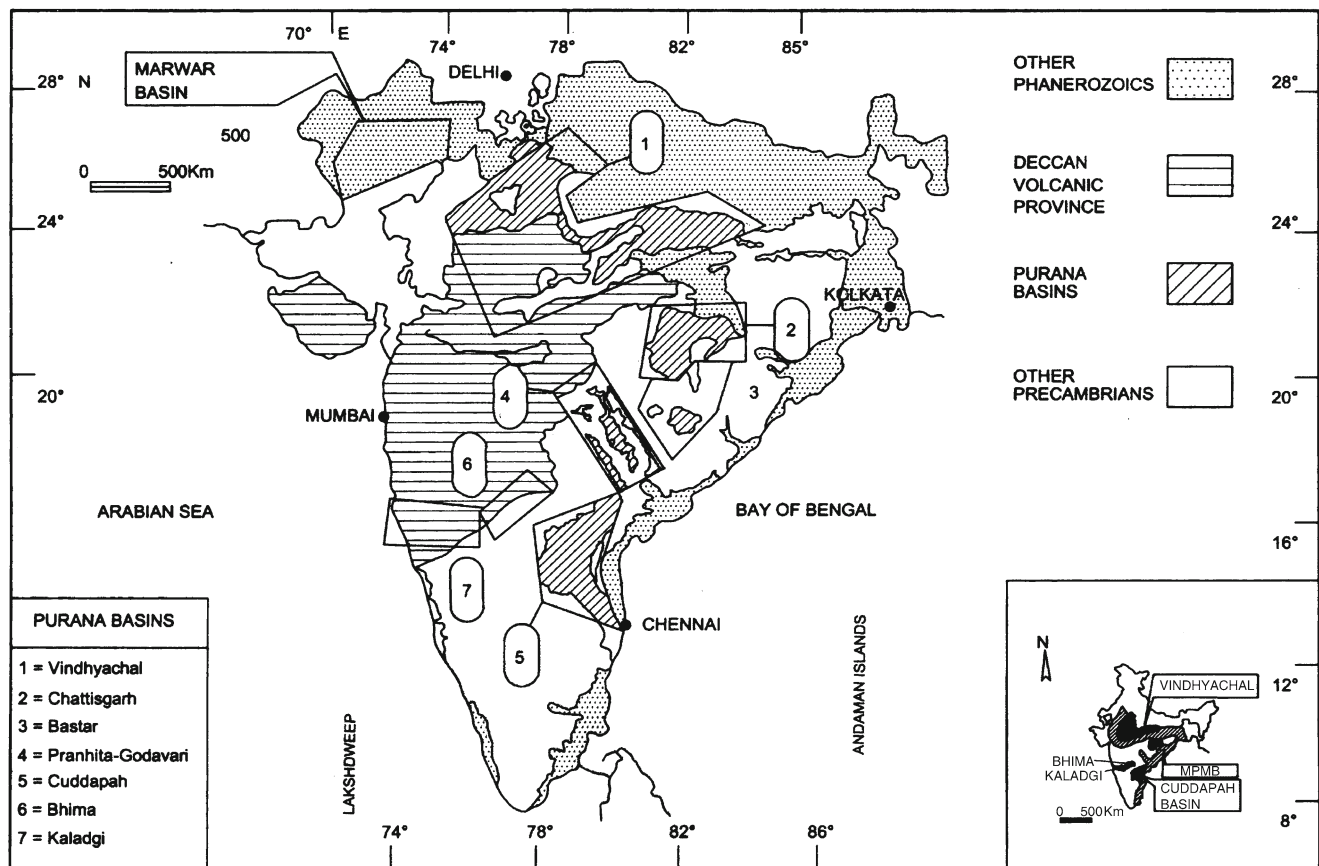 70° E
74°
78°
82°
85°
MARWAR
BASIN
DELHI
28° N
28°
500
0 500Km
24°
24°
20°
20°
16°
12°
8°
1
2
3
4
5
6
7
KOLKATA
MUMBAI
CHENNAI
ARABIAN SEA
BAY OF BENGAL
LAKSHDWEEP
ANDAMAN ISLANDS
74°
78°
82°
86°
OTHER
PHANEROZOICS
DECCAN
VOLCANIC
PROVINCE
PURANA
BASINS
OTHER
PRECAMBRIANS
PURANA BASINS
1 = Vindhyachal
2 = Chattisgarh
3 = Bastar
4 = Pranhita-Godavari
5 = Cuddapah
6 = Bhima
7 = Kaladgi
N
VINDHYACHAL
BHIMA
KALADGI
MPMB
CUDDAPAH
BASIN
0 500Km